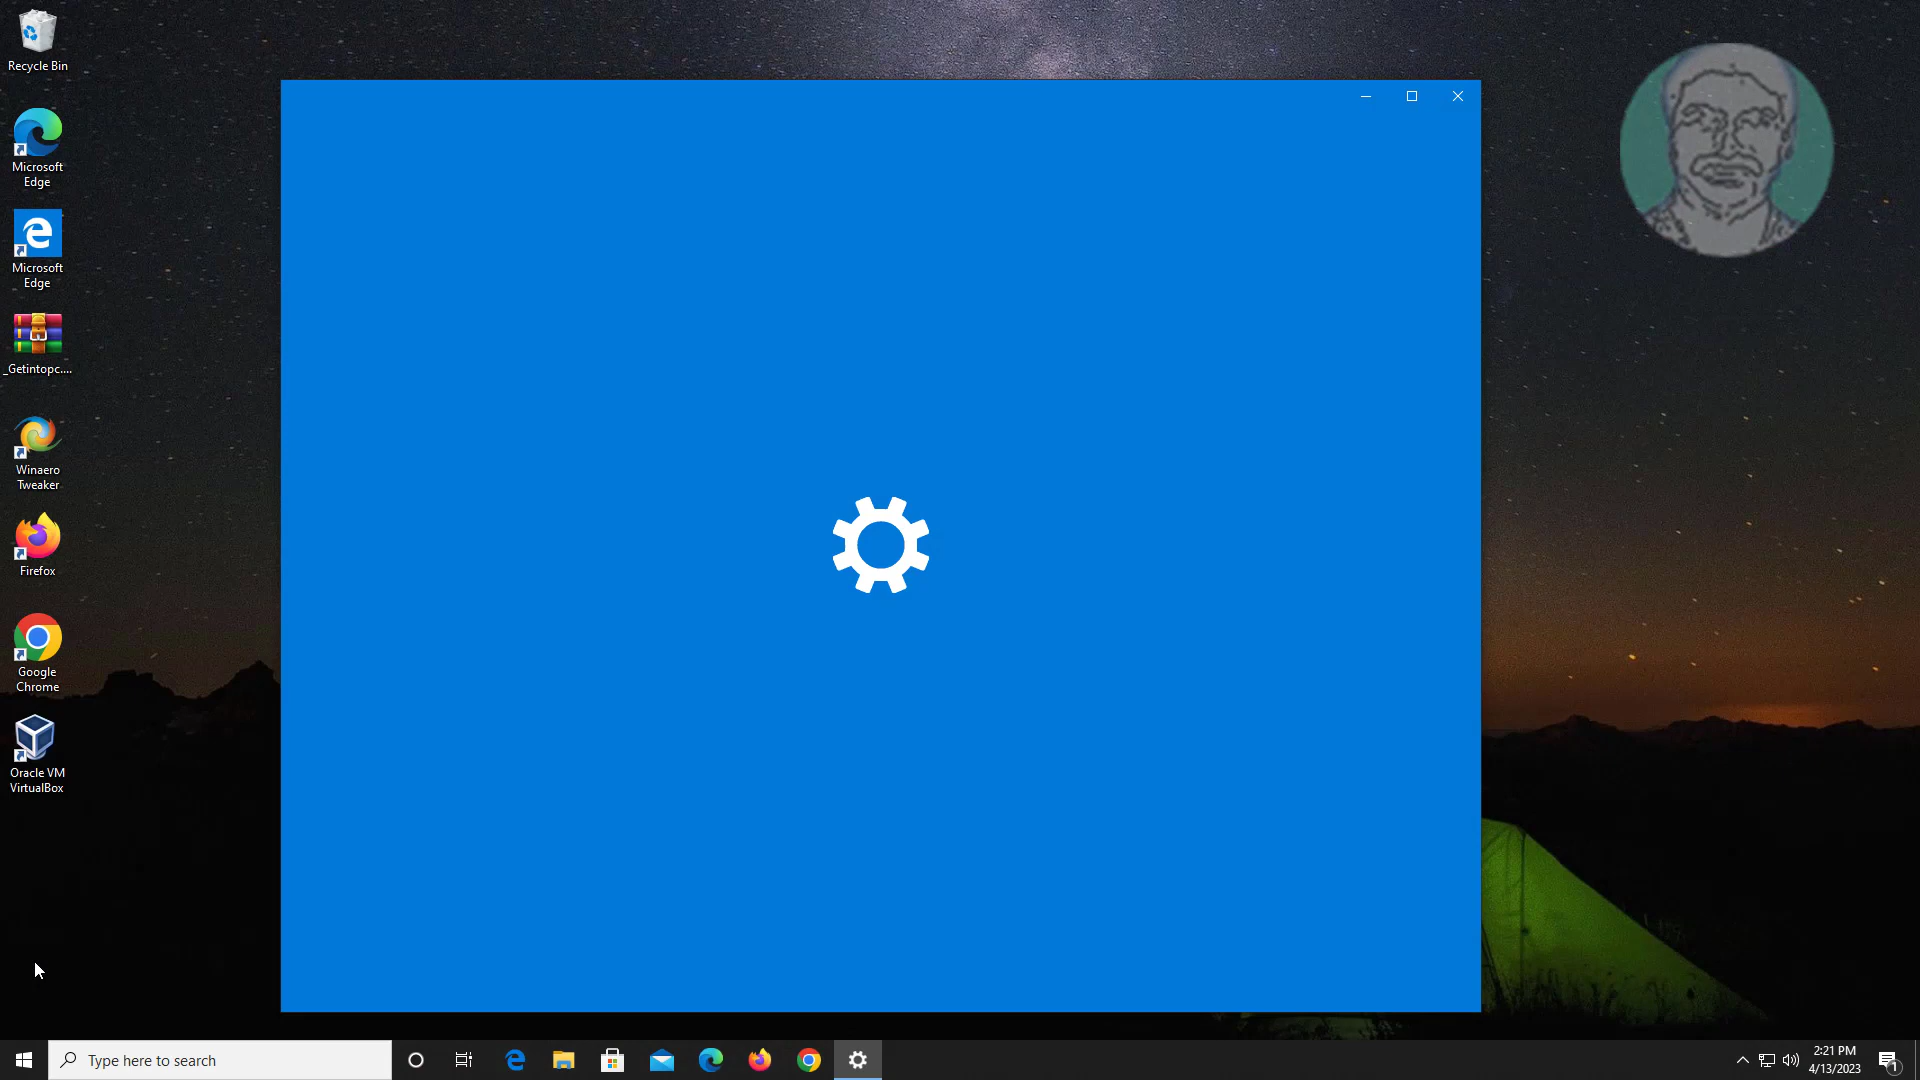 Recycle Bin
Microsoft
Edge
Microsoft
Edge
_Getintopc....
Winaero
Tweaker
Firefox
Google
Chrome
Oracle VM
VirtualBox
Type here to search
2:21 PM
4/13/2023
1